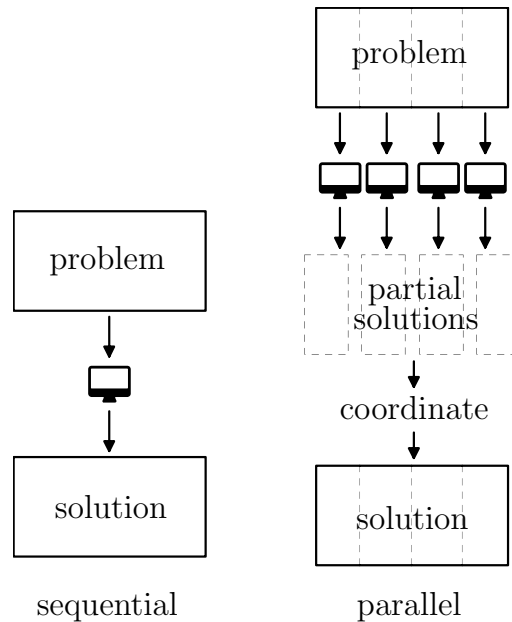 problem
solution
sequential
problem
partial
solutions
coordinate
solution
parallel